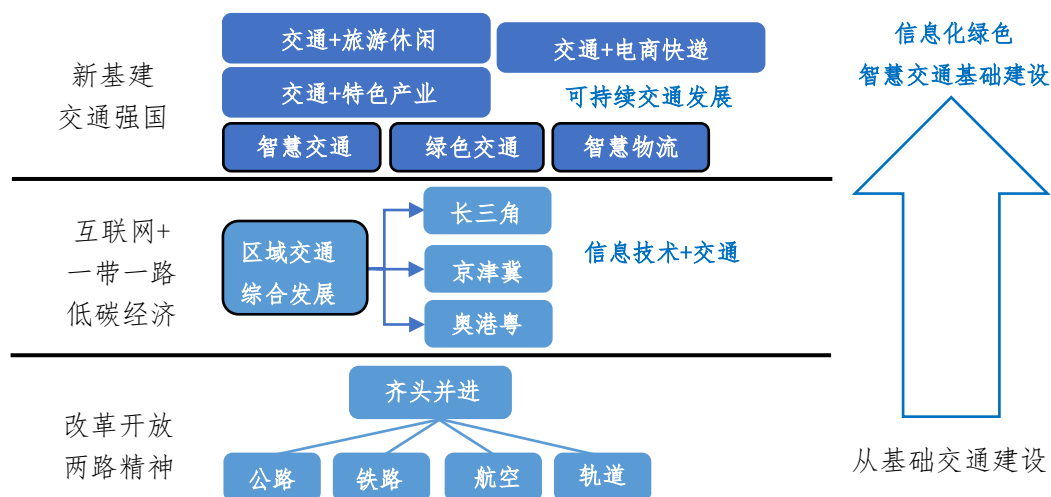 新基建
交通强国
交通+旅游休闲
交通+电商快递
交通+特色产业
可持续交通发展
智慧交通
绿色交通
智慧物流
互联网+
一带一路
低碳经济
区域交通
综合发展
长三角
京津冀
奥港粤
信息技术+交通
改革开放
两路精神
齐头并进
公路
铁路
航空
轨道
信息化绿色
智慧交通基础建设
从基础交通建设